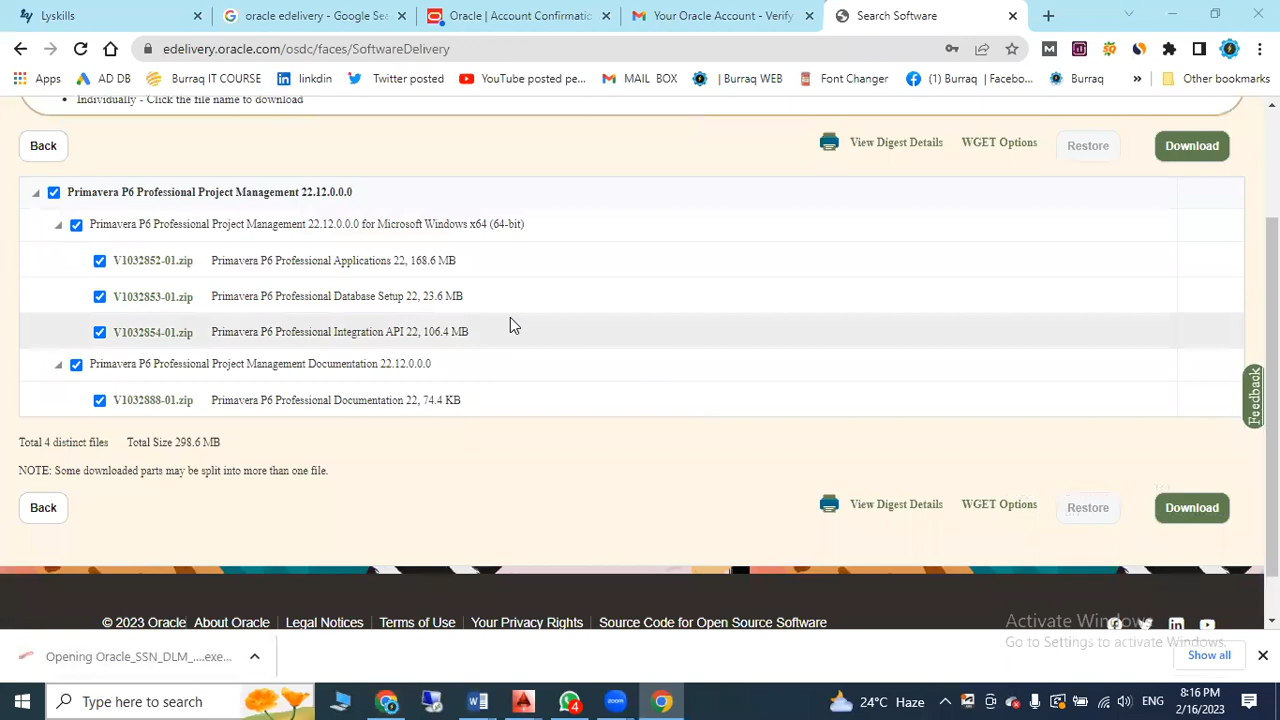 Lyskills
oracle edelivery - Google Sea
Oracle | Account Confirmatio
Your Oracle Account - Verify
Search Software
edelivery.oracle.com/osdc/faces/SoftwareDelivery
Apps
AD DB
Burraq IT COURSE
linkdin
Twitter posted
YouTube posted pe...
MAIL BOX
Burraq WEB
Font Changer
(1) Burraq | Faceboo...
Burraq
»
Other bookmarks
• Individually - Click the file name to download
Back
View Digest Details
WGET Options
Restore
Download
Primavera P6 Professional Project Management 22.12.0.0.0
Primavera P6 Professional Project Management 22.12.0.0.0 for Microsoft Windows x64 (64-bit)
V1032852-01.zip Primavera P6 Professional Applications 22, 168.6 MB
V1032853-01.zip Primavera P6 Professional Database Setup 22, 23.6 MB
V1032854-01.zip Primavera P6 Professional Integration API 22, 106.4 MB
Primavera P6 Professional Project Management Documentation 22.12.0.0.0
V1032888-01.zip Primavera P6 Professional Documentation 22, 74.4 KB
Feedback
Total 4 distinct files Total Size 298.6 MB
NOTE: Some downloaded parts may be split into more than one file.
Back
View Digest Details
WGET Options
Restore
Download
© 2023 Oracle About Oracle Legal Notices Terms of Use Your Privacy Rights Source Code for Open Source Software
Activate Windows
Go to Settings to activate Windows.
Opening Oracle_SSN_DLM_....exe...
Show all
Type here to search
24°C Haze
ENG
8:16 PM
2/16/2023